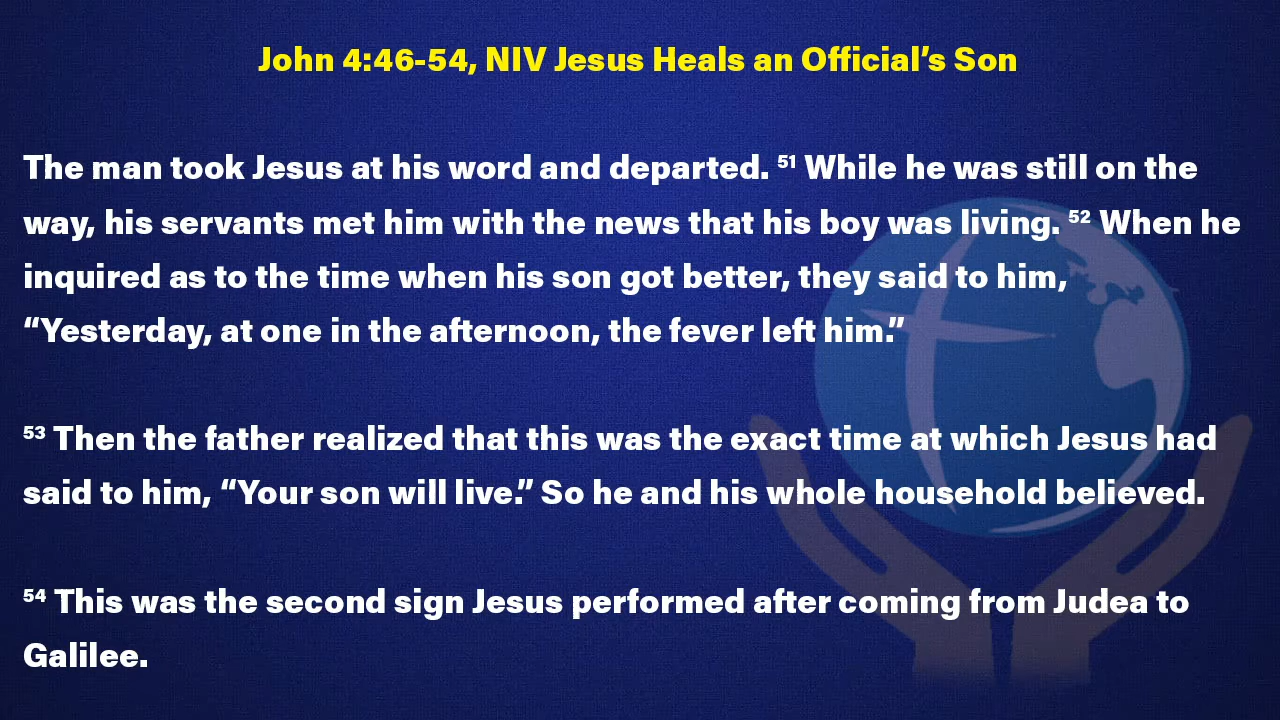 John 4:46-54, NIV Jesus Heals an Official’s Son
The man took Jesus at his word and departed. 51 While he was still on the
way, his servants met him with the news that his boy was living. 52 When he
inquired as to the time when his son got better, they said to him,
“Yesterday, at one in the afternoon, the fever left him.”
53 Then the father realized that this was the exact time at which Jesus had
said to him, “Your son will live.” So he and his whole household believed.
54 This was the second sign Jesus performed after coming from Judea to
Galilee.